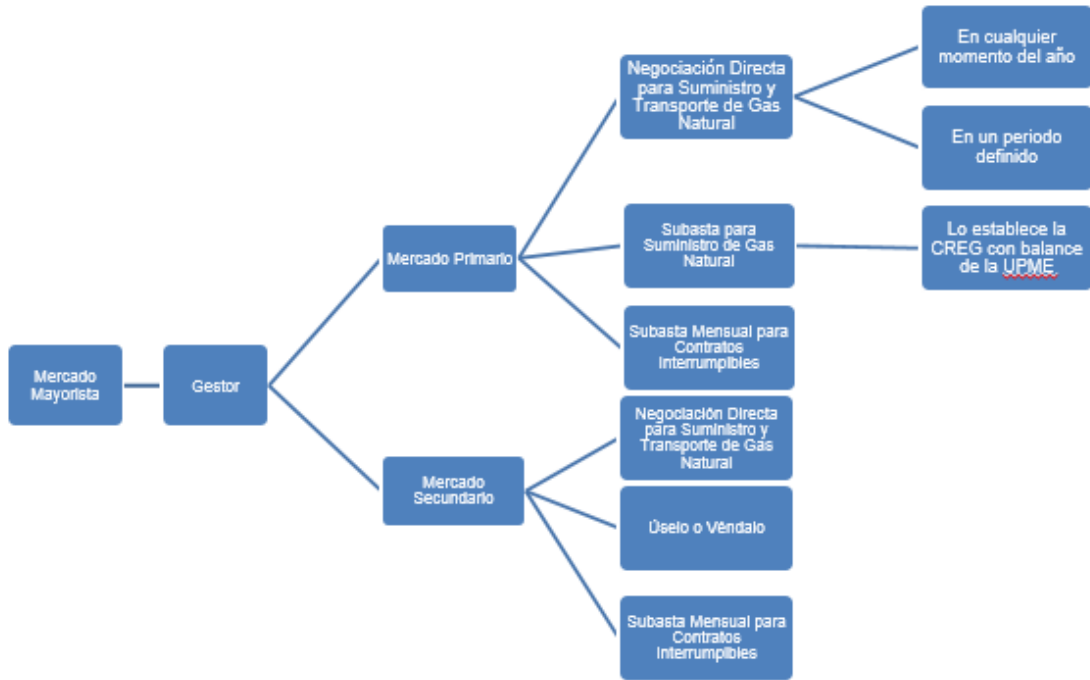 Mercado
Mayorista
Gestor
Mercado Primario
Negociación Directa
para Suministro y
Transporte de Gas
Natural
En cualquier
momento del año
En un periodo
definido
Subasta para
Suministro de Gas
Natural
Lo establece la
CREG con balance
de la UPME
Subasta Mensual para
Contratos
Interrumpibles
Mercado
Secundario
Negociación Directa
para Suministro y
Transporte de Gas
Natural
Úselo o Véndalo
Subasta Mensual para
Contratos
Interrumpibles